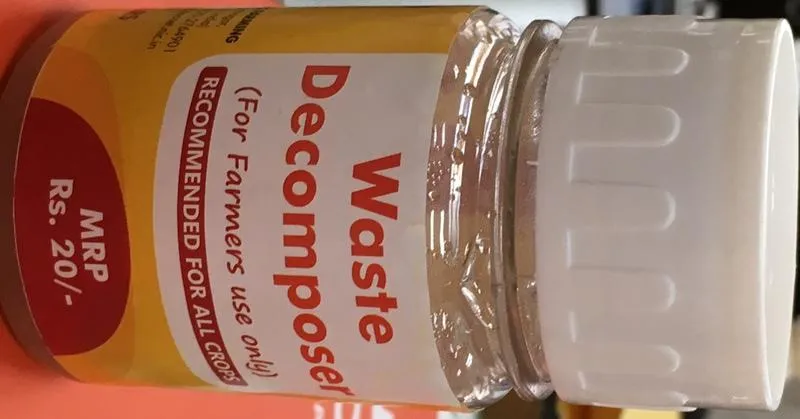 Waste
Decomposer
(For Farmers use only)
RECOMMENDED FOR ALL CROPS
MRP
Rs. 20/-